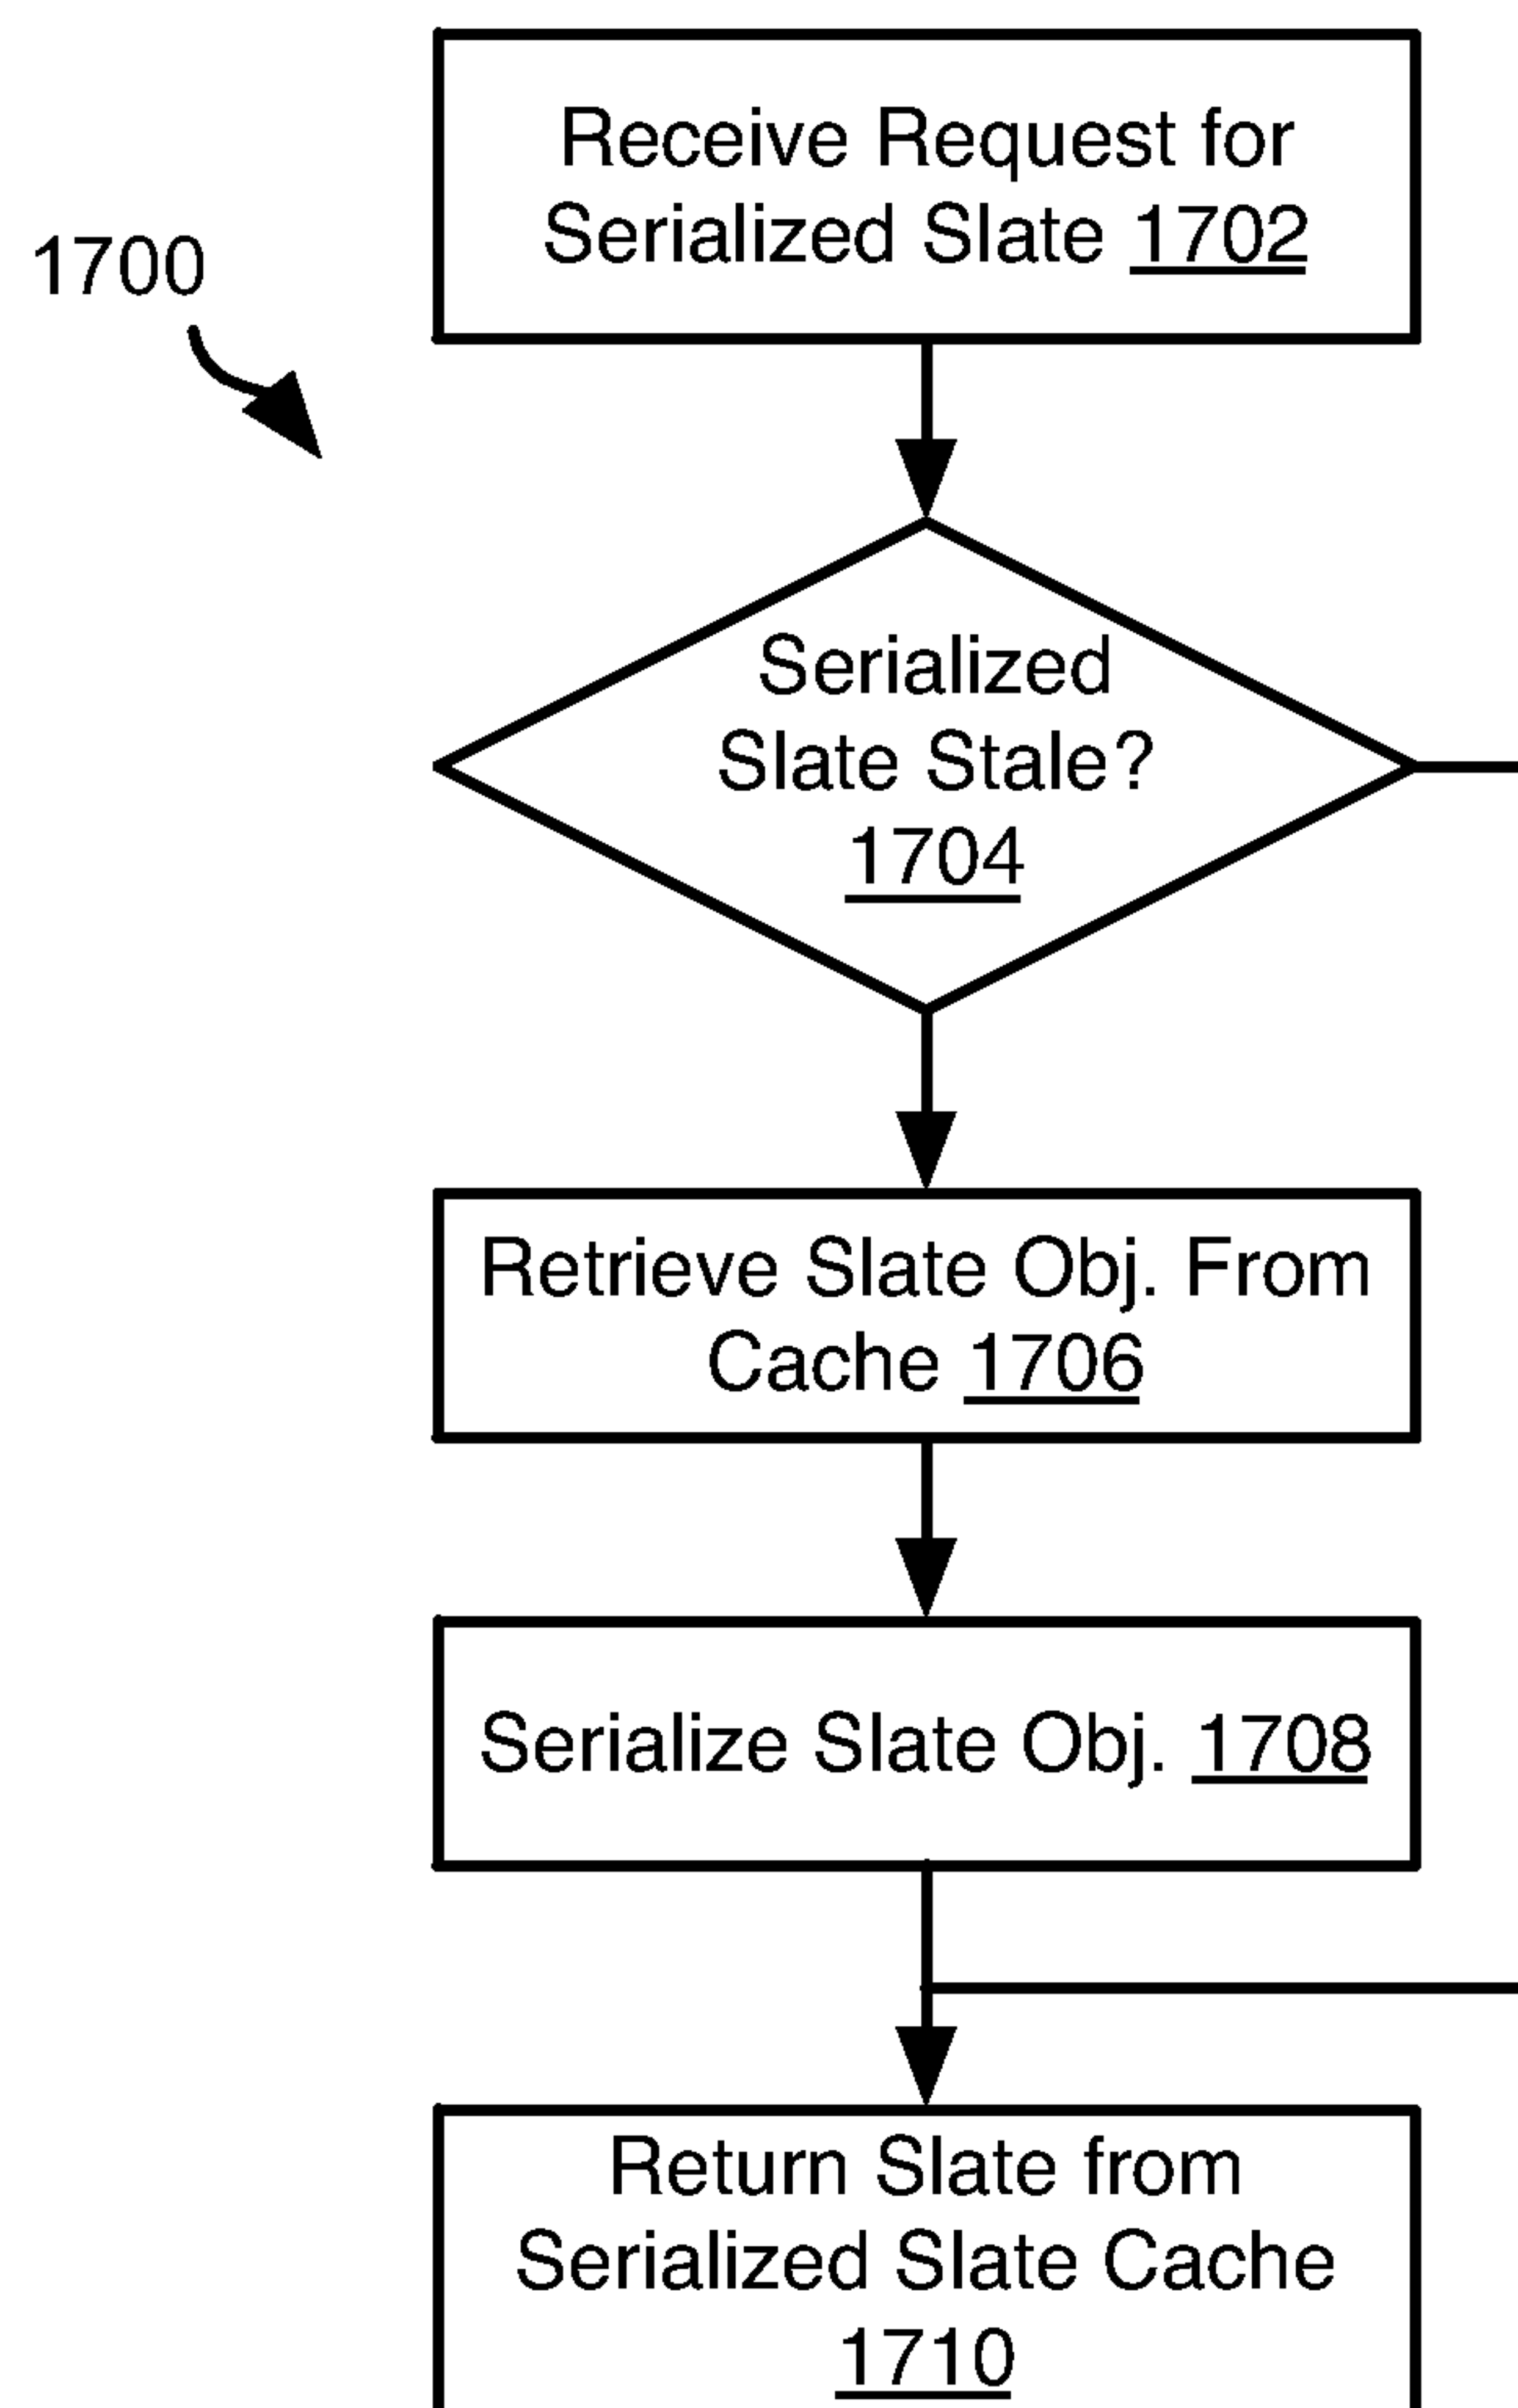 Receive Request for
Serialized Slate 1702
1700
Serialized
Slate Stale?
1704
Retrieve Slate Obj. From
Cache 1706
Serialize Slate Obj. 1708
Return Slate from
Serialized Slate Cache
1710